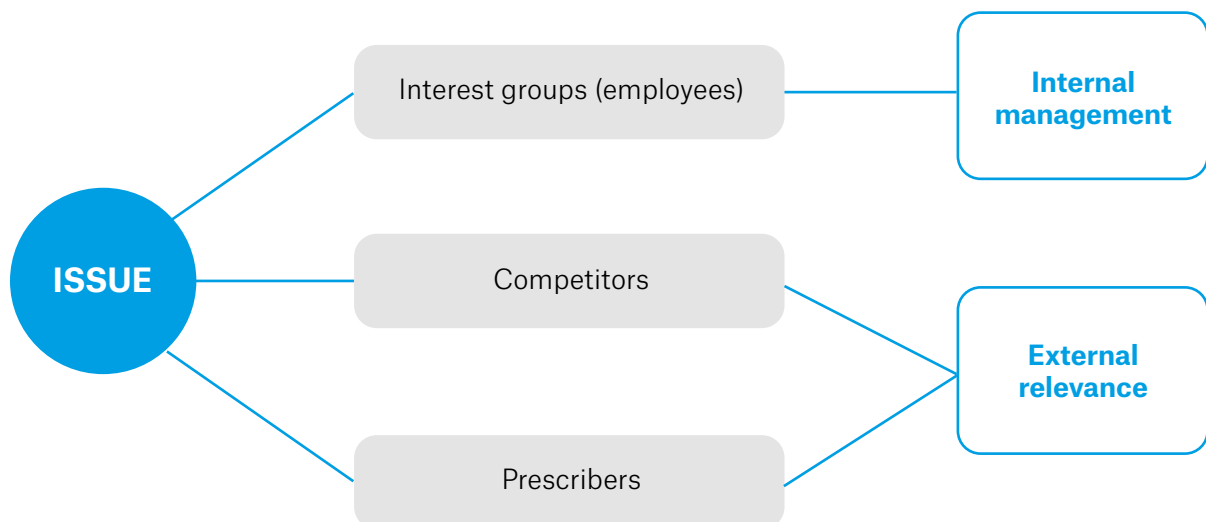 Interest groups (employees)
Internal
management
ISSUE
Competitors
External
relevance
Prescribers